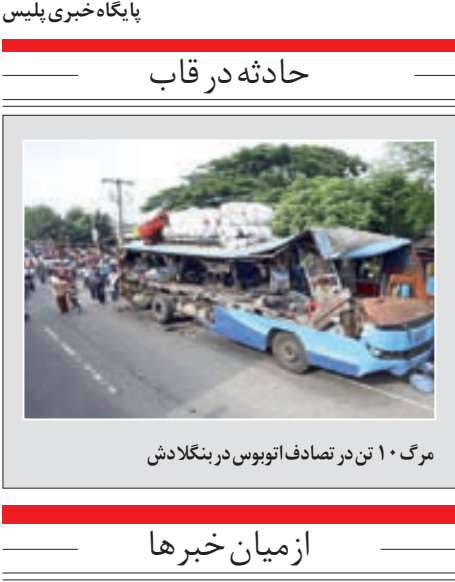 پایگاه خبری پلیس
حادثه در قاب
مرگ ۱۰ تن در تصادف اتوبوس در بنگلادش
از میان خبرها